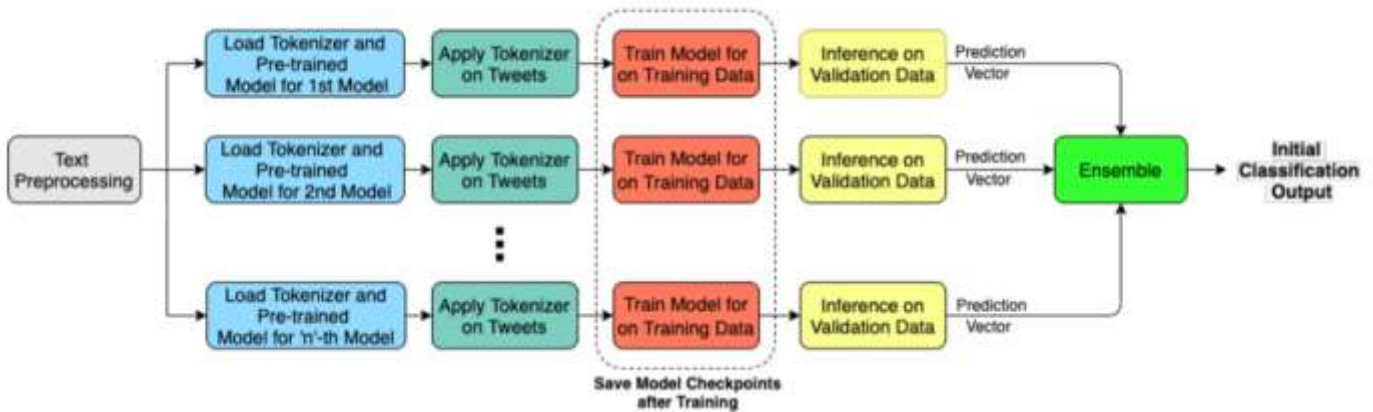 Text
Preprocessing
Load Tokenizer and
Pre-trained
Model for 1st Model
Apply Tokenizer
on Tweets
Train Model for
on Training Data
Inference on
Validation Data
Prediction
Vector
Load Tokenizer and
Pre-trained
Model for 2nd Model
Apply Tokenizer
on Tweets
Train Model for
on Training Data
Inference on
Validation Data
Prediction
Vector
Load Tokenizer and
Pre-trained
Model for 'n'-th Model
Apply Tokenizer
on Tweets
Train Model for
on Training Data
Inference on
Validation Data
Prediction
Vector
Save Model Checkpoints
after Training
Ensemble
Initial
Classification
Output